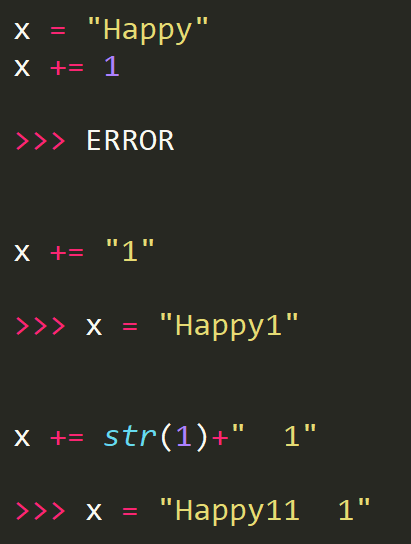 x = "Happy"
x += 1
>>> ERROR
x += "1"
>>> x = "Happy1"
x += str(1)+"  1"
>>> x = "Happy11  1"